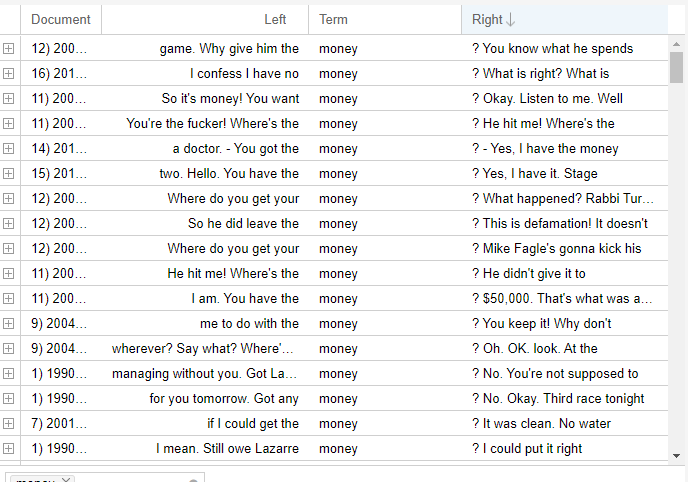 Document Left Term Right
12) 200… game. Why give him the money ? You know what he spends
16) 201… I confess I have no money ? What is right? What is
11) 200… So it's money! You want money ? Okay. Listen to me. Well
11) 200… You're the fucker! Where's the money ? He hit me! Where's the
14) 201… a doctor. - You got the money ? - Yes, I have the money
15) 201… two. Hello. You have the money ? Yes, I have it. Stage
12) 200… Where do you get your money ? What happened? Rabbi Tur…
12) 200… So he did leave the money ? This is defamation! It doesn't
12) 200… Where do you get your money ? Mike Fagle's gonna kick his
11) 200… He hit me! Where's the money ? He didn't give it to
11) 200… I am. You have the money ? $50,000. That's what was a…
9) 2004… me to do with the money ? You keep it! Why don't
9) 2004… wherever? Say what? Where'… money ? Oh. OK. look. At the
1) 1990… managing without you. Got La… money ? No. You're not supposed to
1) 1990… for you tomorrow. Got any money ? No. Okay. Third race tonight
7) 2001… if I could get the money ? It was clean. No water
1) 1990… I mean. Still owe Lazarre money ? I could put it right
money